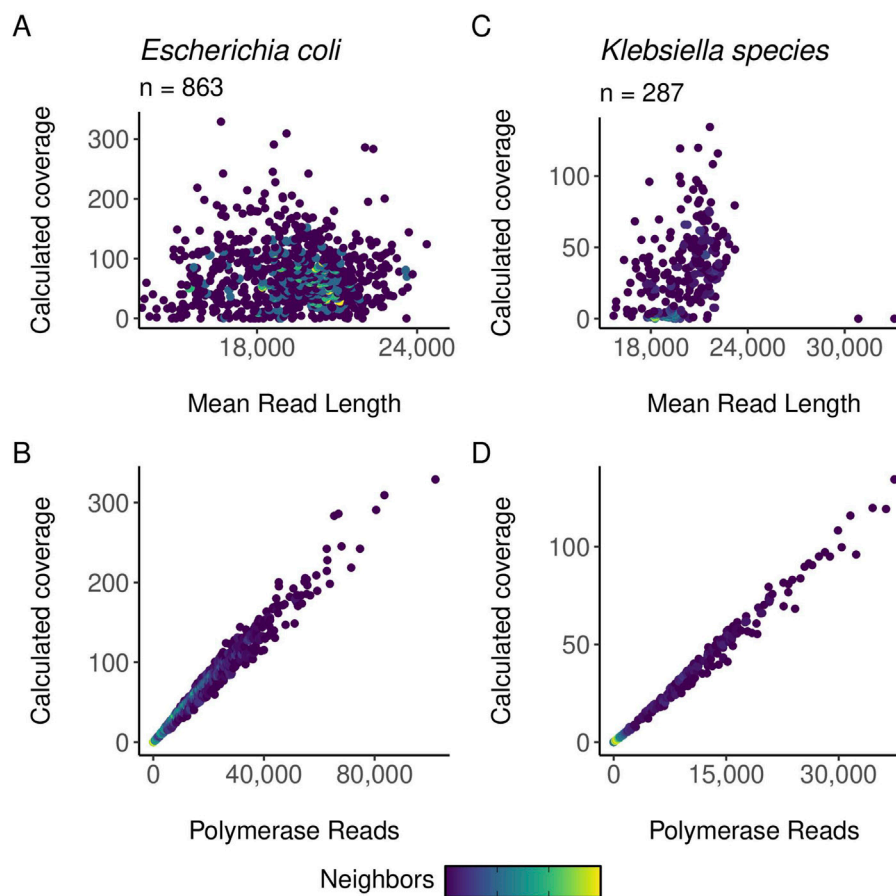 A
Escherichia coli
n = 863
Calculated coverage
300
200
100
0
18,000
24,000
Mean Read Length
C
Klebsiella species
n = 287
Calculated coverage
100
50
0
18,000
24,000
30,000
Mean Read Length
B
Calculated coverage
300
200
100
0
0
40,000
80,000
Polymerase Reads
D
Calculated coverage
100
50
0
0
15,000
30,000
Polymerase Reads
Neighbors